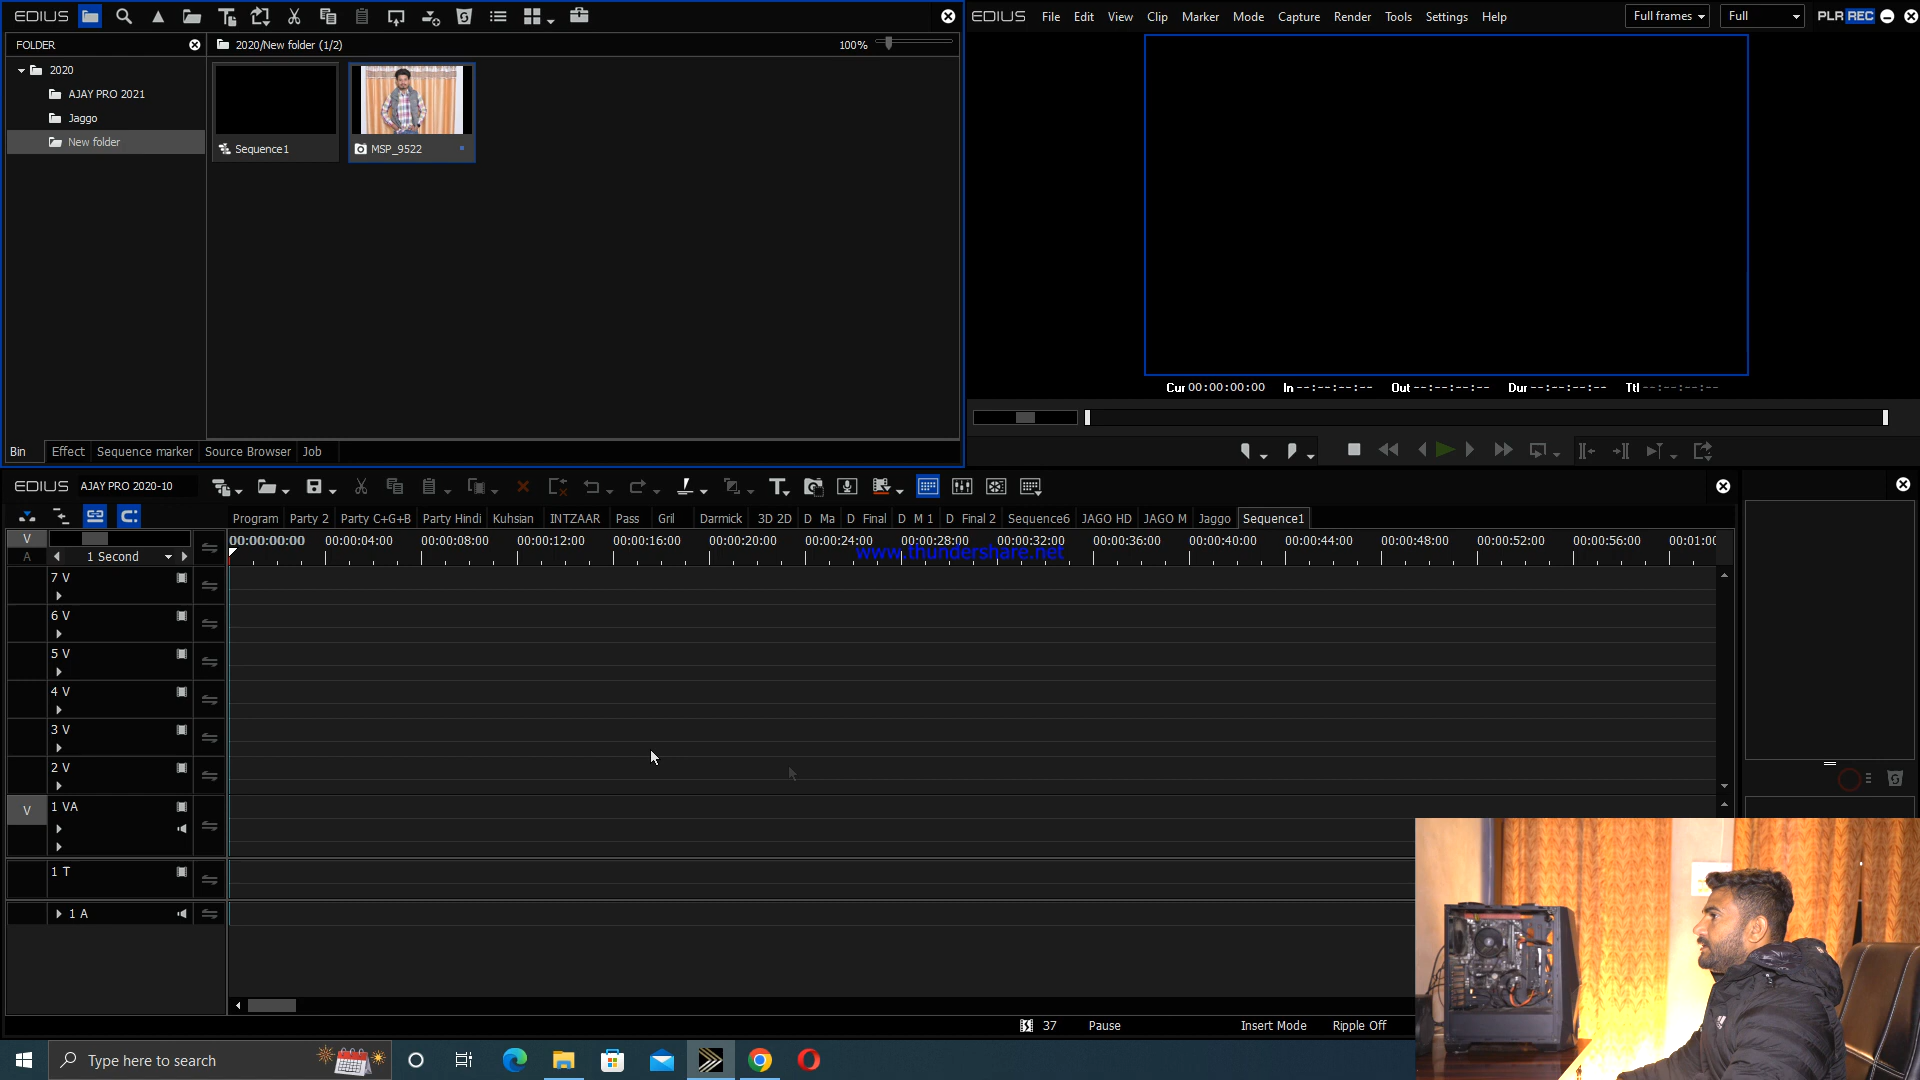 EDIUS
FOLDER
2020/New folder (1/2)
100%
2020
AJAY PRO 2021
Jaggo
New folder
Sequence1
MSP_9522
Bin Effect Sequence marker Source Browser Job
EDIUS File Edit View Clip Marker Mode Capture Render Tools Settings Help Full frames Full PLR REC
Cur 00:00:00:00 In --:--:--:-- Out --:--:--:-- Dur --:--:--:-- Ttl --:--:--:--
EDIUS AJAY PRO 2020-10
Program Party 2 Party C+G+B Party Hindi Kuhsian INTZAAR Pass Gril Darmick 3D 2D D Ma D Final D M 1 D Final 2 Sequence6 JAGO HD JAGO M Jaggo Sequence1
V
A
1 Second
00:00:00:00 00:00:04:00 00:00:08:00 00:00:12:00 00:00:16:00 00:00:20:00 00:00:24:00 00:00:28:00 00:00:32:00 00:00:36:00 00:00:40:00 00:00:44:00 00:00:48:00 00:00:52:00 00:00:56:00 00:01:0
www.thundershare.net
7 V
6 V
5 V
4 V
3 V
2 V
V 1 VA
1 T
1 A
37 Pause Insert Mode Ripple Off
Type here to search